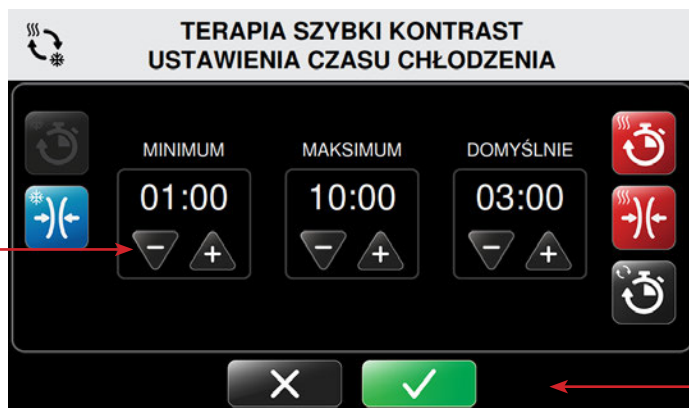 TERAPIA SZYBKI KONTRAST
USTAWIENIA CZASU CHŁODZENIA
MINIMUM MAKSIMUM DOMYŚLNIE
01:00 10:00 03:00
- + - + - +